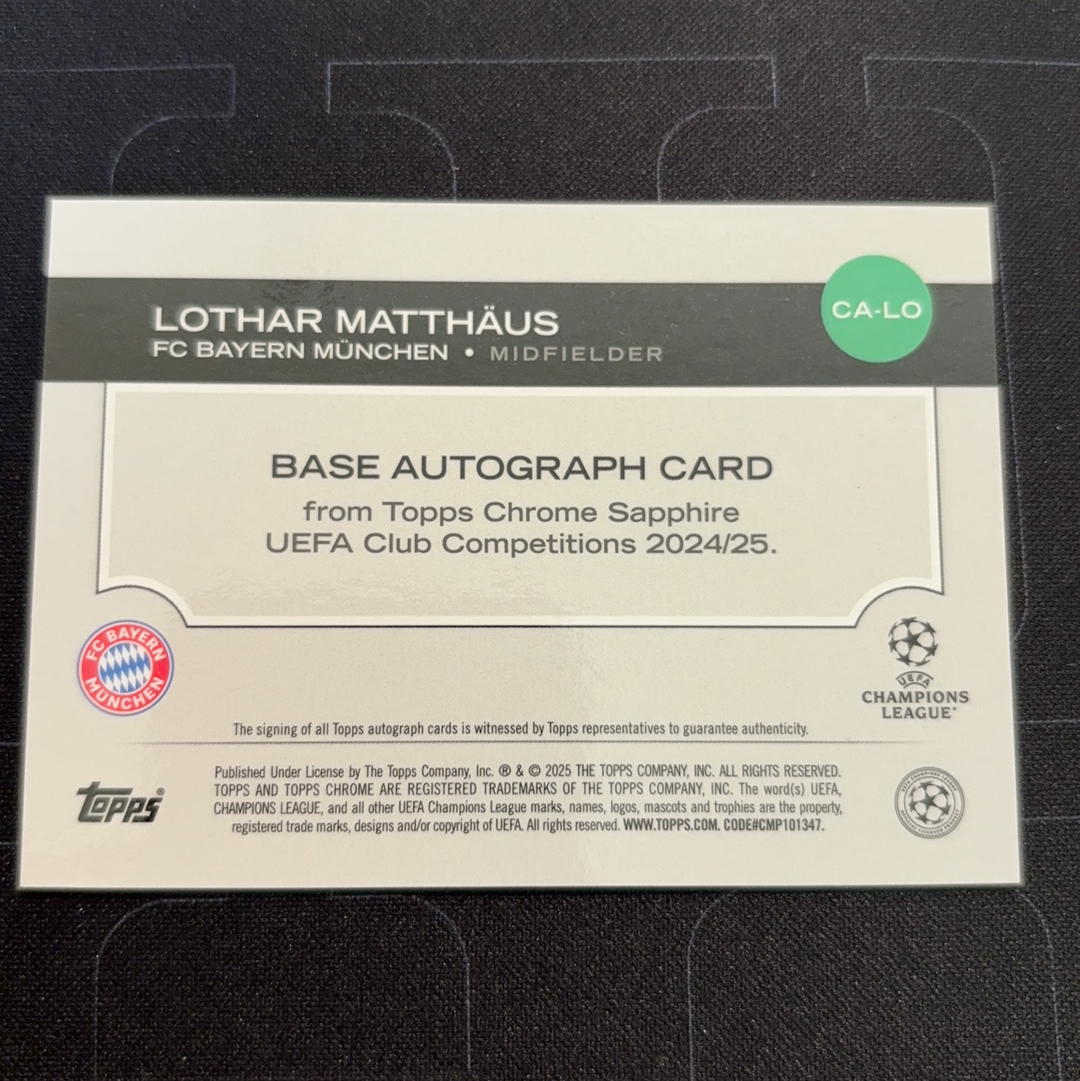 LOTHAR MATTHÄUS
FC BAYERN MÜNCHEN • MIDFIELDER
CA-LO
BASE AUTOGRAPH CARD
from Topps Chrome Sapphire
UEFA Club Competitions 2024/25.
FC BAYERN
MÜNCHEN
UEFA
CHAMPIONS
LEAGUE®
The signing of all Topps autograph cards is witnessed by Topps representatives to guarantee authenticity.
topps®
Published Under License by The Topps Company, Inc. ® & © 2025 THE TOPPS COMPANY, INC. ALL RIGHTS RESERVED.
TOPPS AND TOPPS CHROME ARE REGISTERED TRADEMARKS OF THE TOPPS COMPANY, INC. The word(s) UEFA,
CHAMPIONS LEAGUE, and all other UEFA Champions League marks, names, logos, mascots and trophies are the property,
registered trade marks, designs and/or copyright of UEFA. All rights reserved. WWW.TOPPS.COM. CODE#CMP101347.